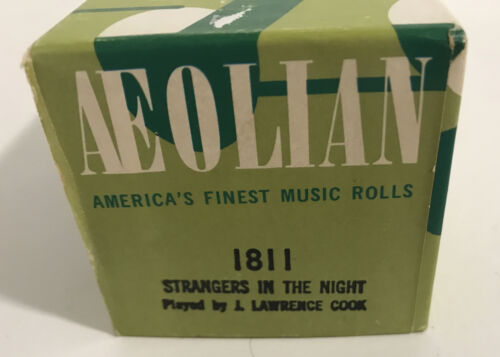 AEOLIAN
AMERICA'S FINEST MUSIC ROLLS
1811
STRANGERS IN THE NIGHT
Played by J. LAWRENCE COOK